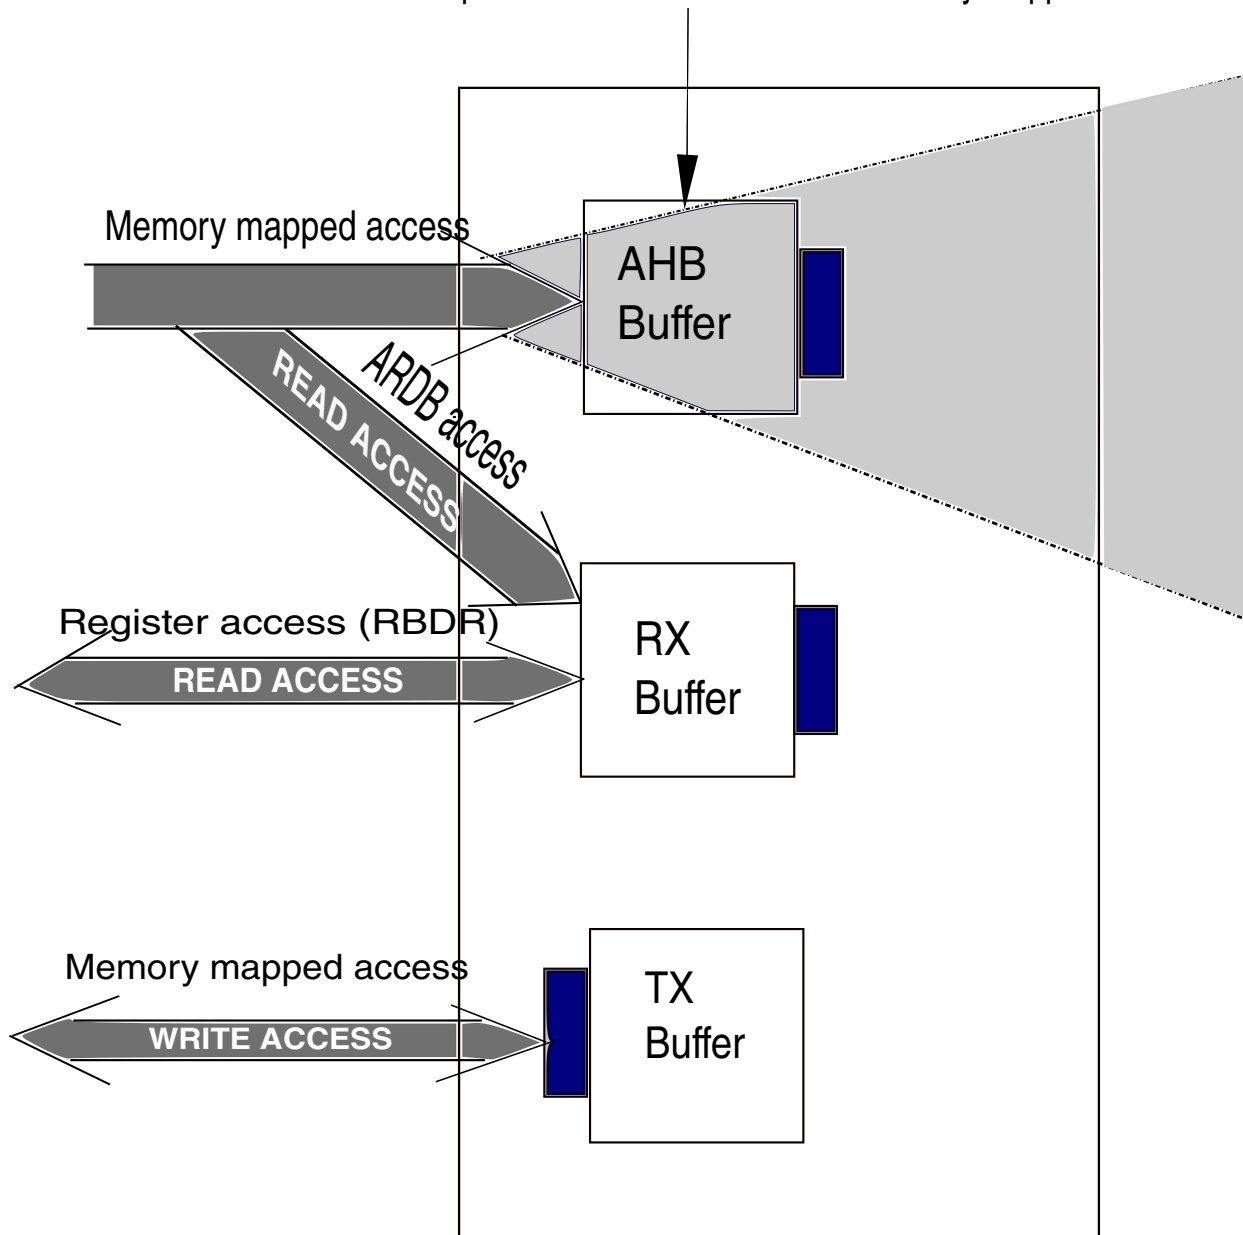 Memory mapped access
AHB
Buffer
READ ACCESS
ARDB access
Register access (RBDR)
READ ACCESS
RX
Buffer
Memory mapped access
WRITE ACCESS
TX
Buffer